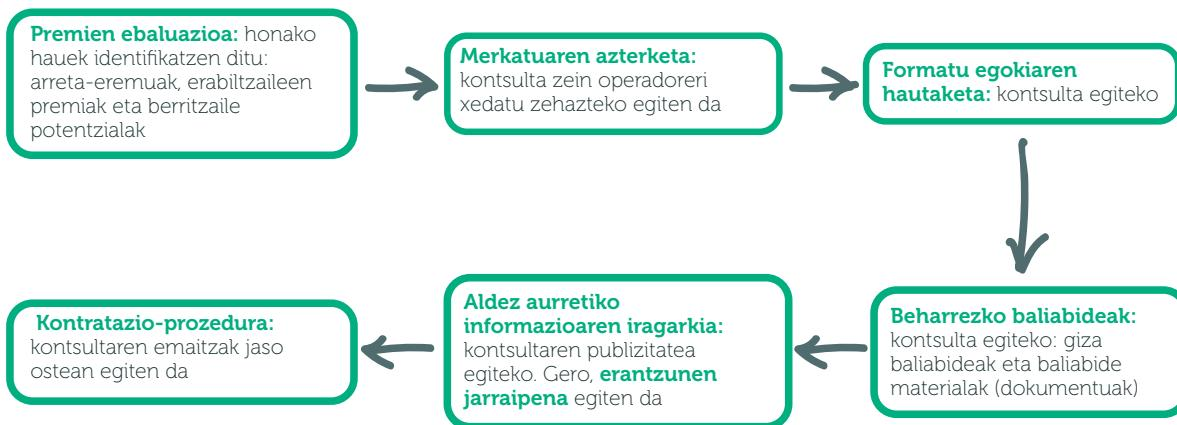 Premien ebaluazioa: honako
hauek identifikatzen ditu:
arreta-eremuak, erabiltzaileen
premiak eta berritzaile
potentzialak
Merkatuaren azterketa:
kontsulta zein operadoreri
xedatu zehazteko egiten da
Formatu egokiaren
hautaketa: kontsulta egiteko
Beharrezko baliabideak:
kontsulta egiteko: giza
baliabideak eta baliabide
materialak (dokumentuak)
Aldez aurretiko
informazioaren iragarkia:
kontsultaren publizitatea
egiteko. Gero, erantzunen
jarraipena egiten da
Kontratazio-prozedura:
kontsultaren emaitzak jaso
ostean egiten da